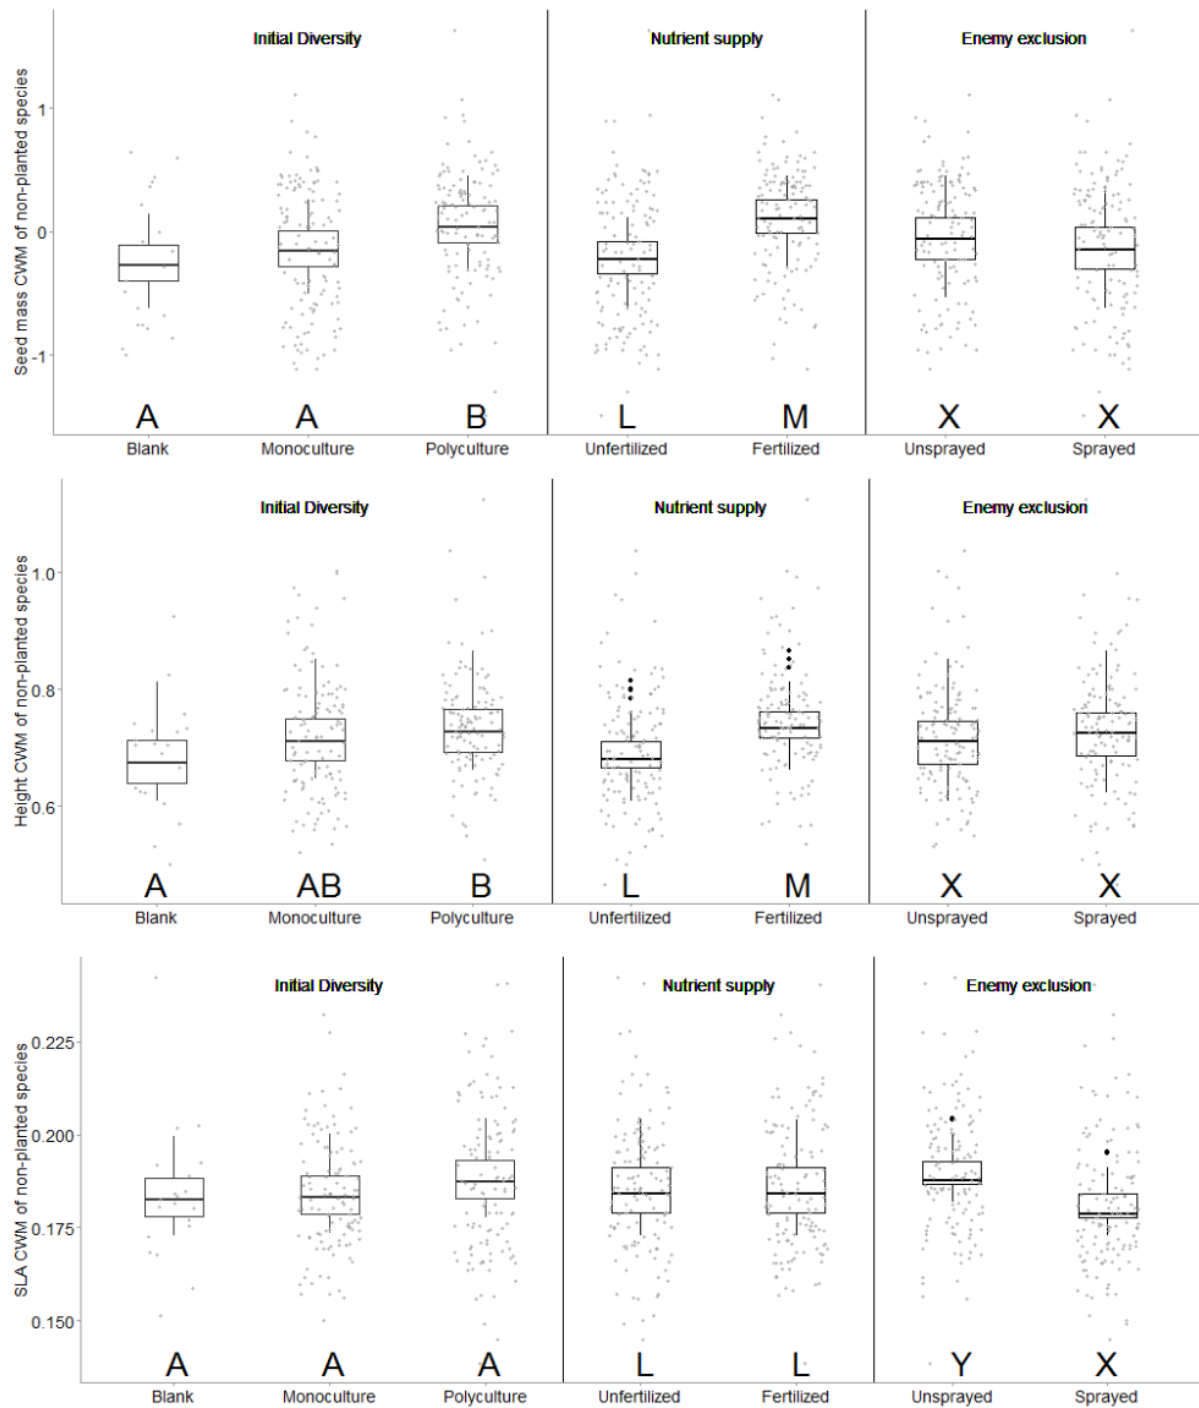 Initial Diversity Nutrient supply Enemy exclusion
Seed mass CWM of non-planted species
1
0
-1
A A B L M X X
Blank Monoculture Polyculture Unfertilized Fertilized Unsprayed Sprayed
Initial Diversity Nutrient supply Enemy exclusion
Height CWM of non-planted species
1.0
0.8
0.6
A AB B L M X X
Blank Monoculture Polyculture Unfertilized Fertilized Unsprayed Sprayed
Initial Diversity Nutrient supply Enemy exclusion
SLA CWM of non-planted species
0.225
0.200
0.175
0.150
A A A L L Y X
Blank Monoculture Polyculture Unfertilized Fertilized Unsprayed Sprayed